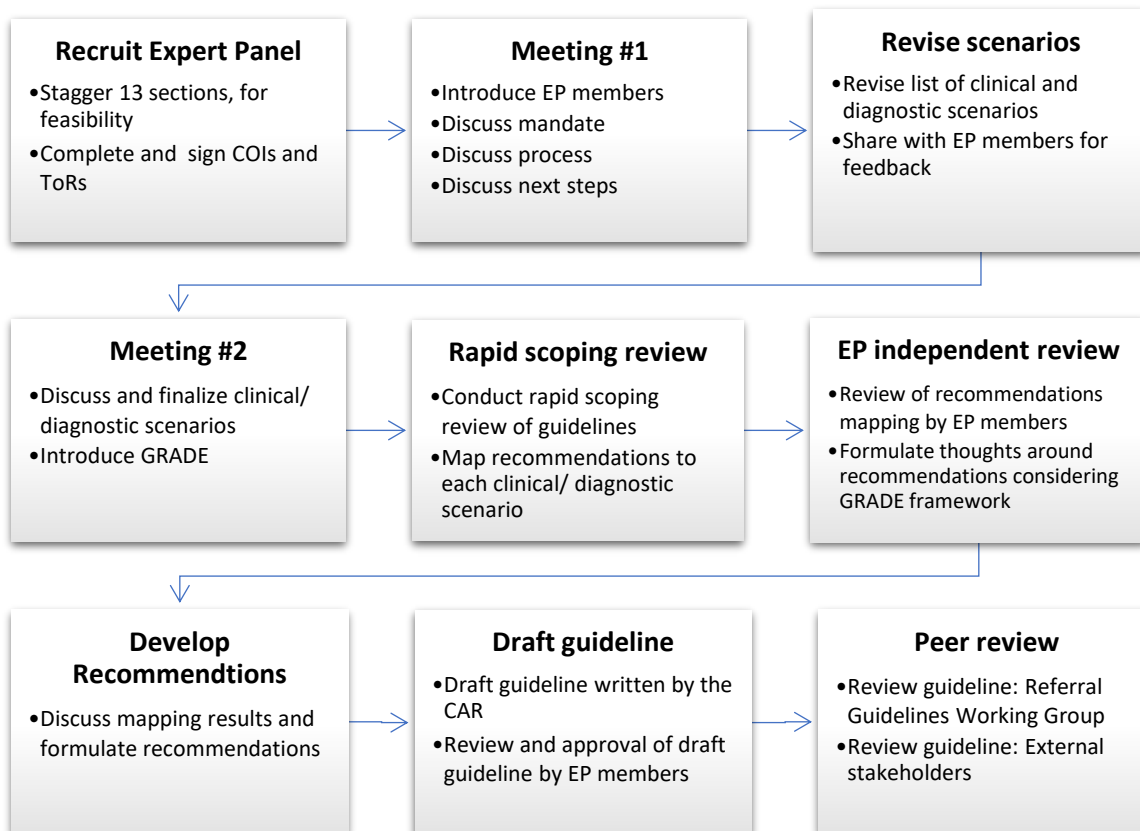 Recruit Expert Panel
•Stagger 13 sections, for
feasibility
•Complete and sign COIs and
ToRs
Meeting #1
•Introduce EP members
•Discuss mandate
•Discuss process
•Discuss next steps
Revise scenarios
•Revise list of clinical and
diagnostic scenarios
•Share with EP members for
feedback
Meeting #2
•Discuss and finalize clinical/
diagnostic scenarios
•Introduce GRADE
Rapid scoping review
•Conduct rapid scoping
review of guidelines
•Map recommendations to
each clinical/ diagnostic
scenario
EP independent review
•Review of recommendations
mapping by EP members
•Formulate thoughts around
recommendations considering
GRADE framework
Develop
Recommendtions
•Discuss mapping results and
formulate recommendations
Draft guideline
•Draft guideline written by the
CAR
•Review and approval of draft
guideline by EP members
Peer review
•Review guideline: Referral
Guidelines Working Group
•Review guideline: External
stakeholders